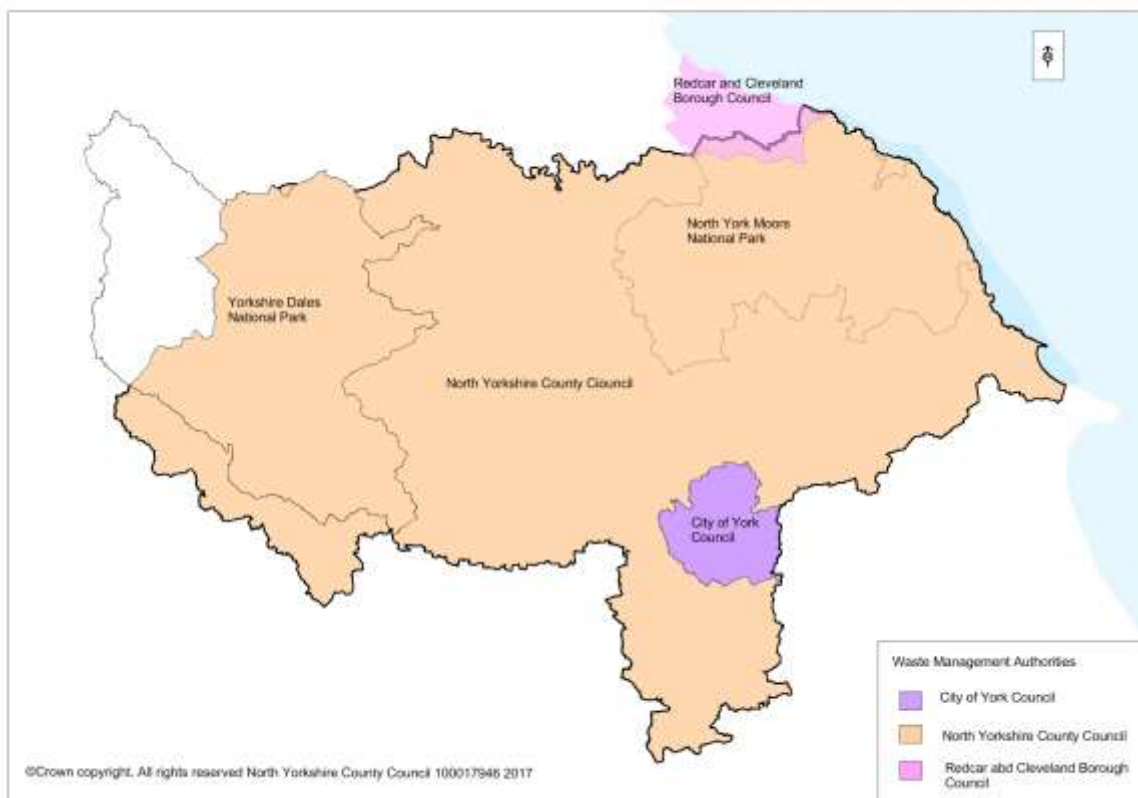 Redcar and Cleveland
Borough Council
North York Moors
National Park
Yorkshire Dales
National Park
North Yorkshire County Ciouncil
City of York
Council
Waste Management Authorities
City of York Council
North Yorkshire County Council
Redcar abd Cleveland Borough
Council
©Crown copyright. All rights reserved North Yorkshire County Council 100017946 2017